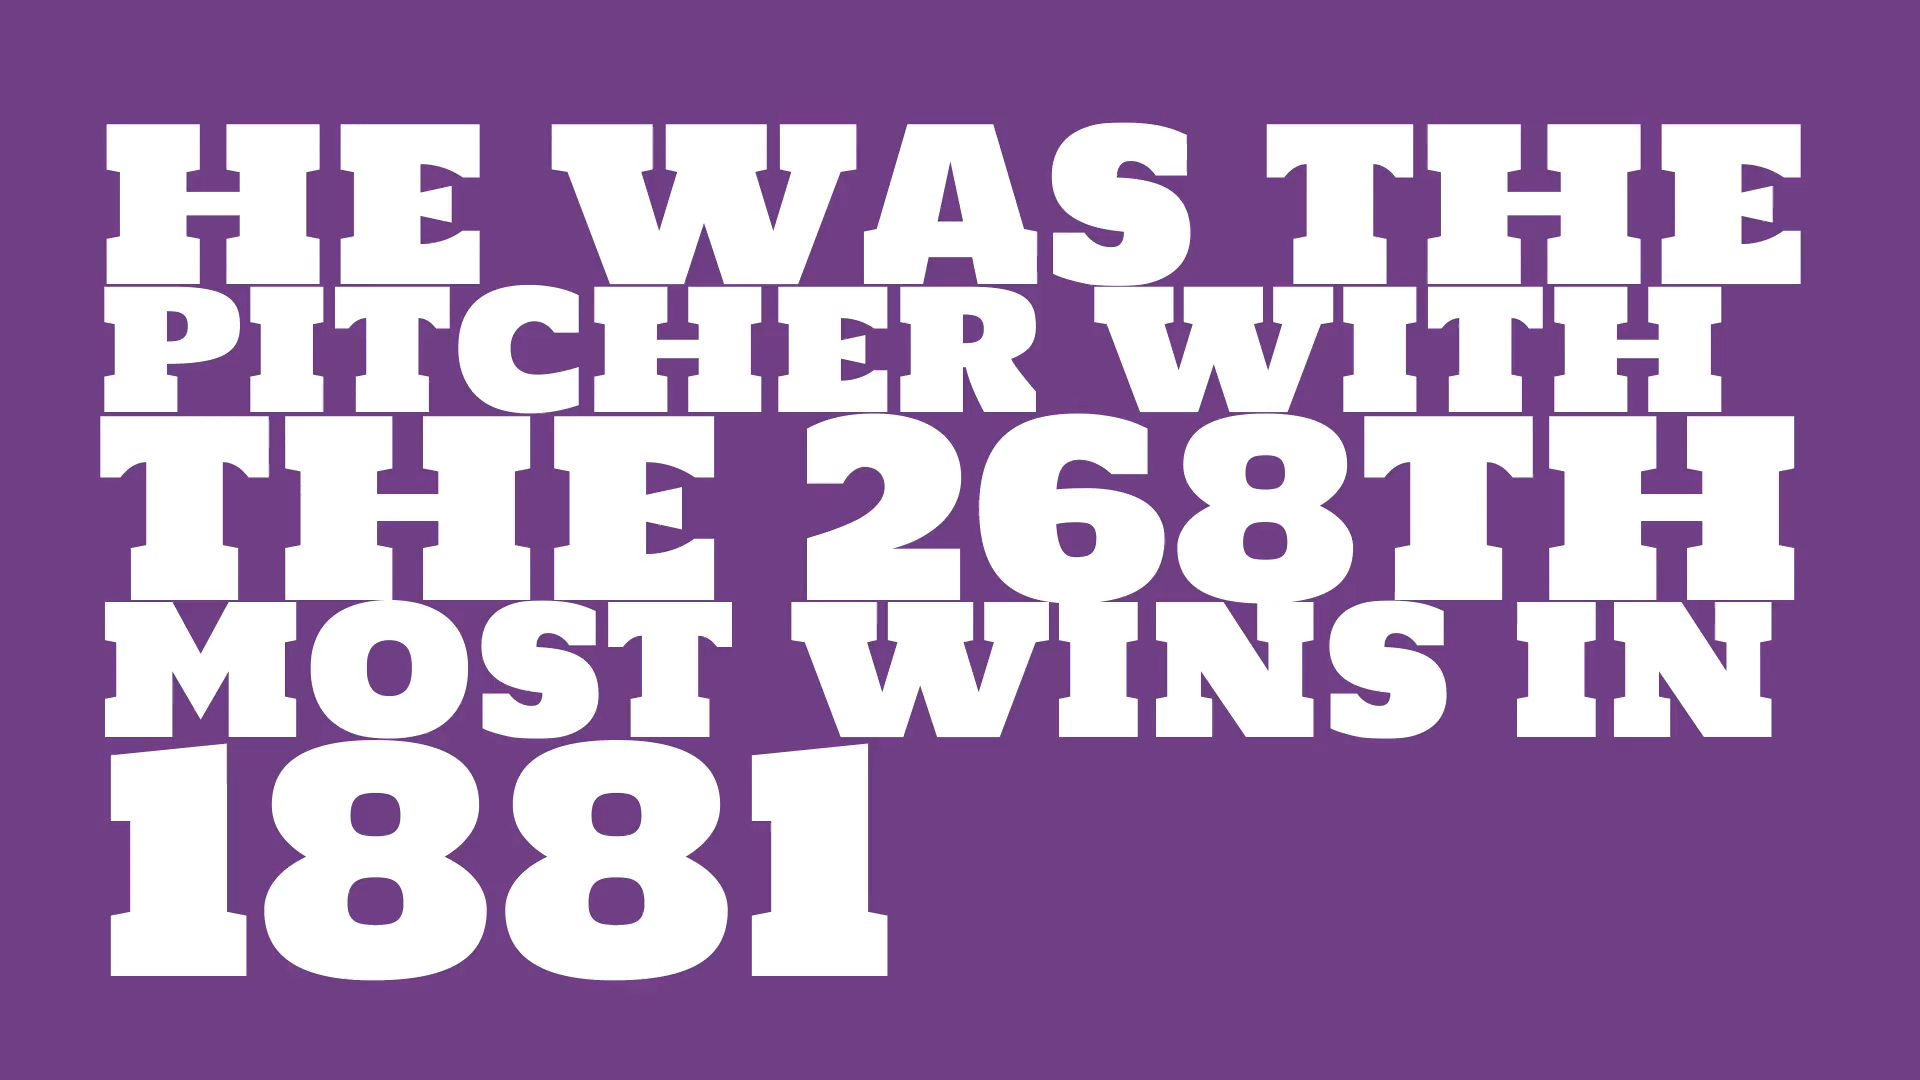 HE WAS THE
PITCHER WITH
THE 268TH
MOST WINS IN
1881